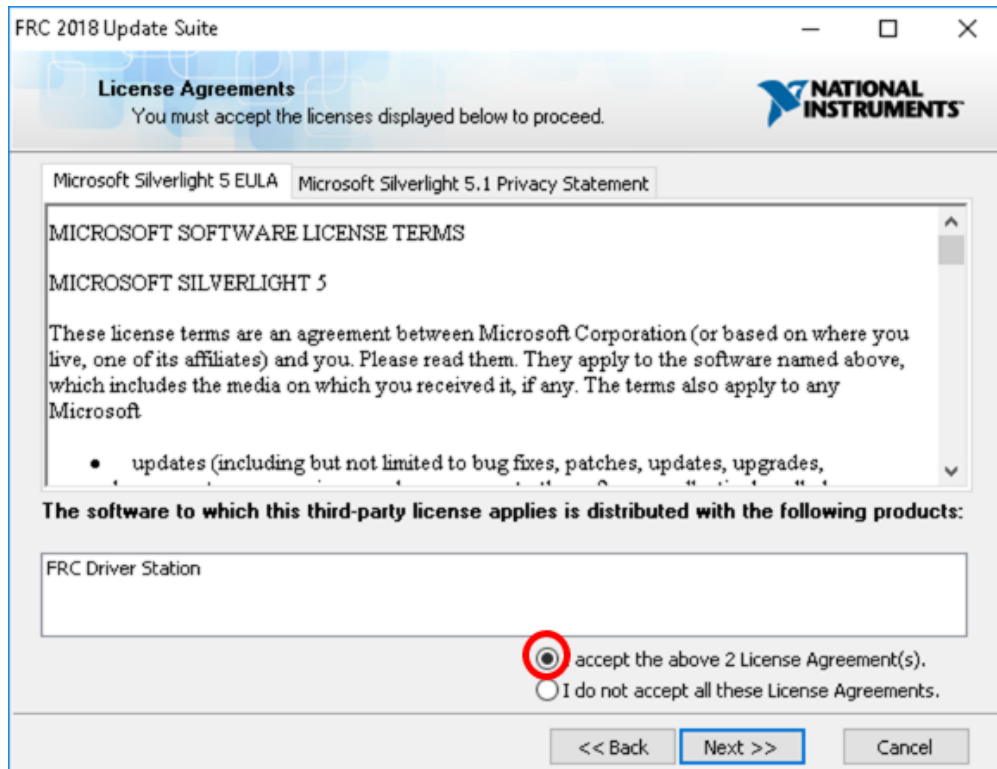 FRC 2018 Update Suite
License Agreements
You must accept the licenses displayed below to proceed.
NATIONAL
INSTRUMENTS™
Microsoft Silverlight 5 EULA
Microsoft Silverlight 5.1 Privacy Statement
MICROSOFT SOFTWARE LICENSE TERMS
MICROSOFT SILVERLIGHT 5
These license terms are an agreement between Microsoft Corporation (or based on where you
live, one of its affiliates) and you. Please read them. They apply to the software named above,
which includes the media on which you received it, if any. The terms also apply to any
Microsoft
• updates (including but not limited to bug fixes, patches, updates, upgrades,
The software to which this third-party license applies is distributed with the following products:
FRC Driver Station
accept the above 2 License Agreement(s).
I do not accept all these License Agreements.
<< Back
Next >>
Cancel